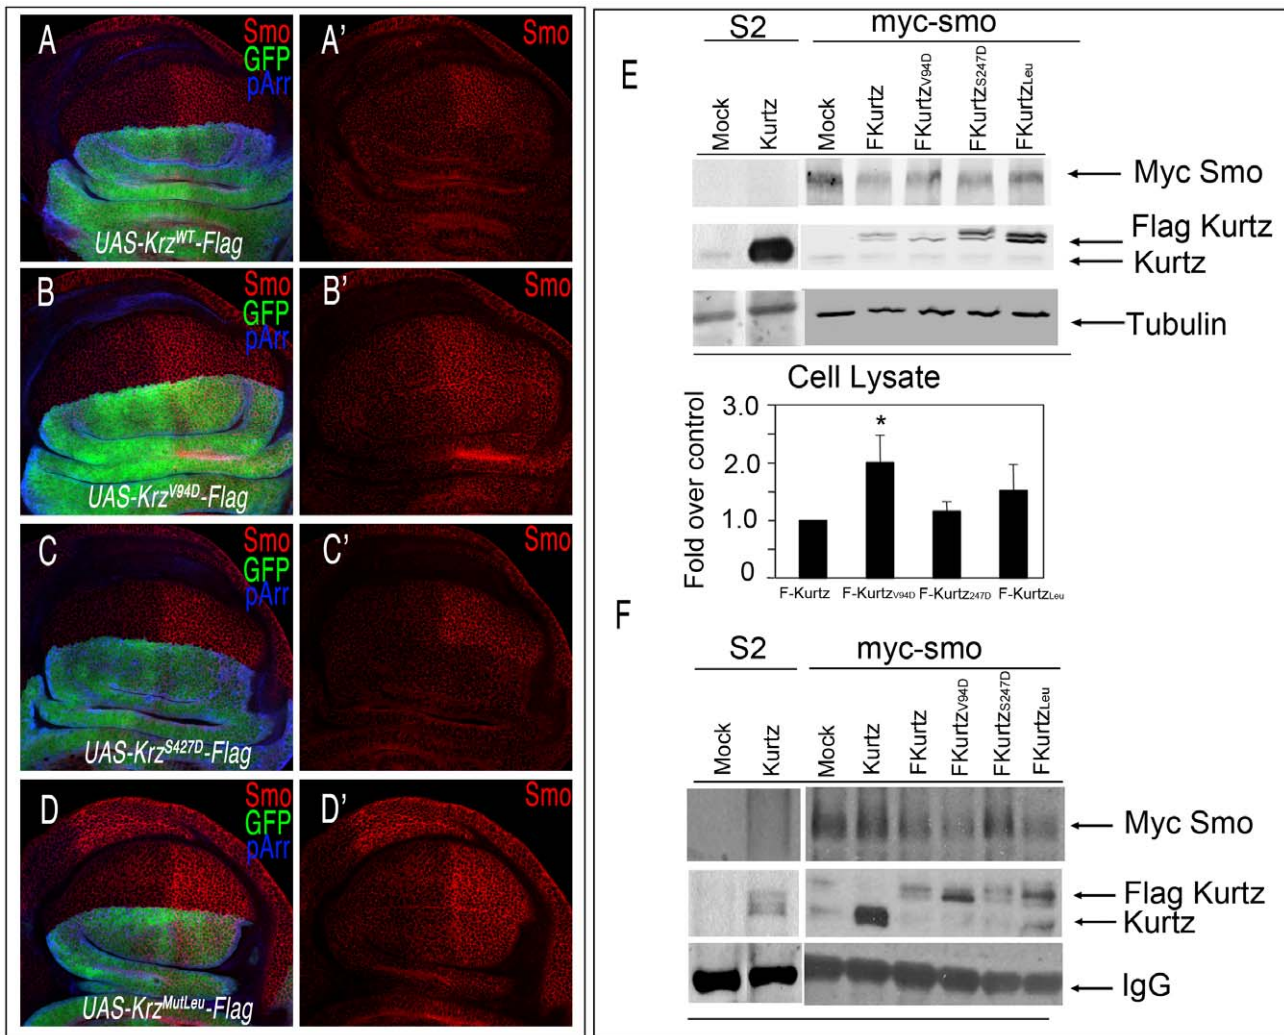 A
Smo
GFP
pArr
UAS-Krz^WT-Flag
A'
Smo
B
Smo
GFP
pArr
UAS-Krz^V94D-Flag
B'
Smo
C
Smo
GFP
pArr
UAS-Krz^S427D-Flag
C'
Smo
D
Smo
GFP
pArr
UAS-Krz^MutLeu-Flag
D'
Smo
E
S2
myc-smo
Mock
Kurtz
Mock
FKurtz
FKurtzV94D
FKurtzS247D
FKurtzLeu
Myc Smo
Flag Kurtz
Kurtz
Tubulin
Cell Lysate
Fold over control
3.0
2.0
1.0
0
*
F-Kurtz
F-KurtzV94D
F-Kurtz247D
F-KurtzLeu
F
S2
myc-smo
Mock
Kurtz
Mock
Kurtz
FKurtz
FKurtzV94D
FKurtzS247D
FKurtzLeu
Myc Smo
Flag Kurtz
Kurtz
IgG